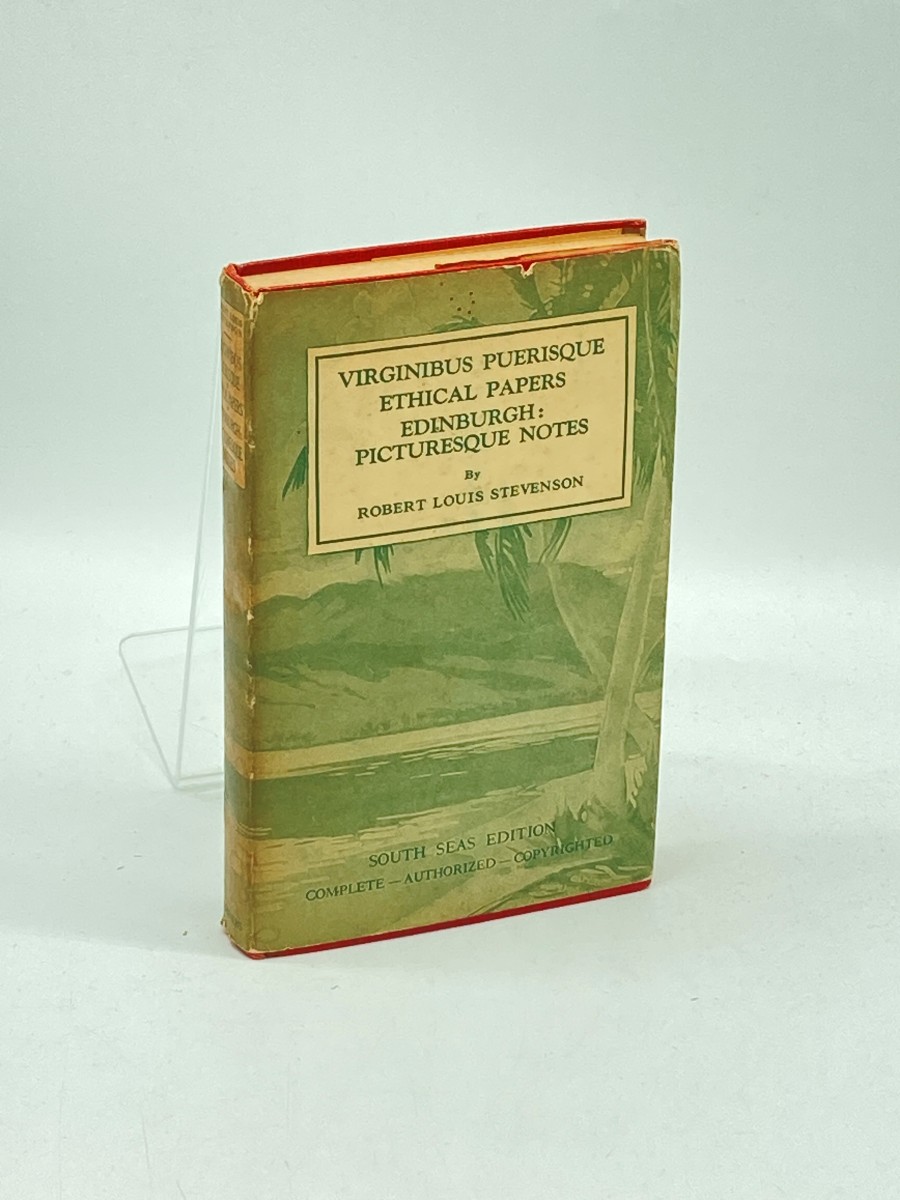 VIRGINIBUS PUERISQUE
ETHICAL PAPERS
EDINBURGH:
PICTURESQUE NOTES
By
ROBERT LOUIS STEVENSON
SOUTH SEAS EDITION
COMPLETE — AUTHORIZED — COPYRIGHTED